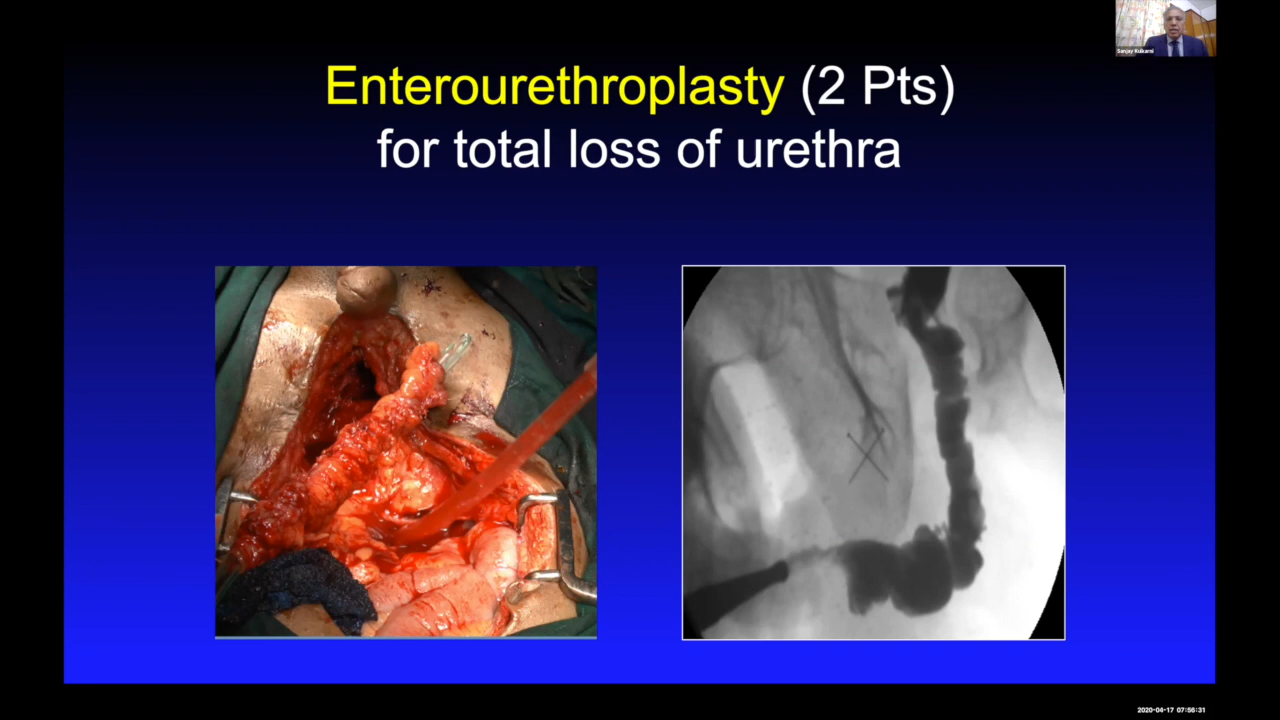 Sanjay Kulkarni
Enterourethroplasty (2 Pts)
for total loss of urethra
2020-04-17 07:56:31